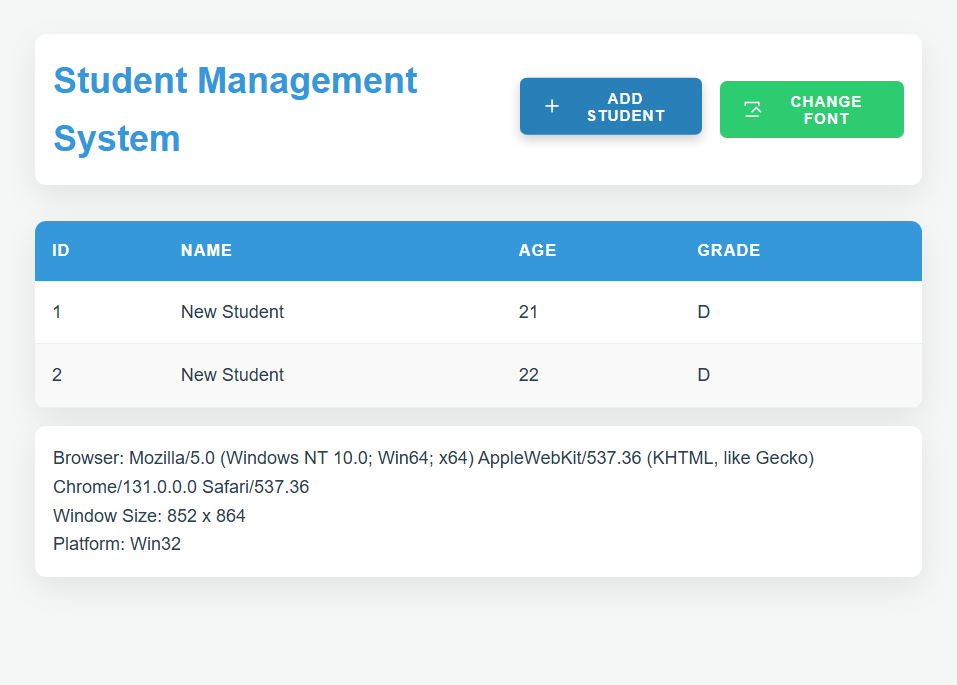 Student Management
System
ADD
STUDENT
CHANGE
FONT
ID NAME AGE GRADE
1 New Student 21 D
2 New Student 22 D
Browser: Mozilla/5.0 (Windows NT 10.0; Win64; x64) AppleWebKit/537.36 (KHTML, like Gecko)
Chrome/131.0.0.0 Safari/537.36
Window Size: 852 x 864
Platform: Win32